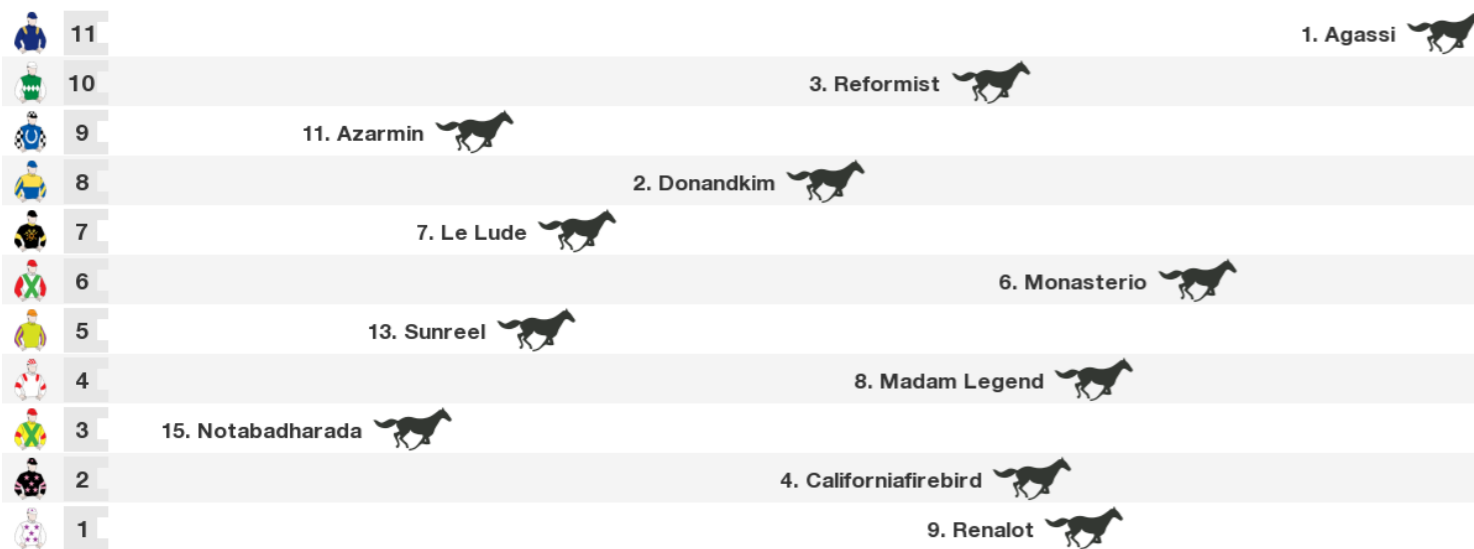 11 1. Agassi
10 3. Reformist
9 11. Azarmin
8 2. Donandkim
7 7. Le Lude
6 6. Monasterio
5 13. Sunreel
4 8. Madam Legend
3 15. Notabadharada
2 4. Californiafirebird
1 9. Renalot